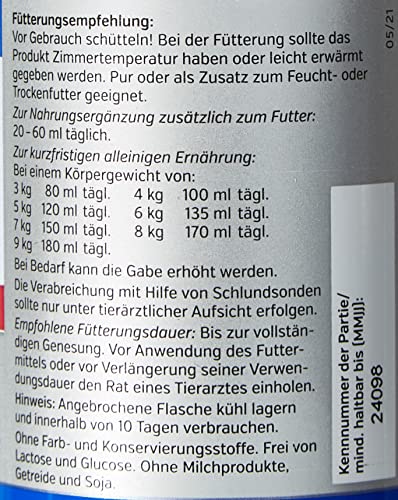 Fütterungsempfehlung:
Vor Gebrauch schütteln! Bei der Fütterung sollte das
Produkt Zimmertemperatur haben oder leicht erwärmt
gegeben werden. Pur oder als Zusatz zum Feucht- oder
Trockenfutter geeignet.
Zur Nahrungsergänzung zusätzlich zum Futter:
20-60 ml täglich.
Zur kurzfristigen alleinigen Ernährung:
Bei einem Körpergewicht von:
3 kg 80 ml tägl. 4 kg 100 ml tägl.
5 kg 120 ml tägl. 6 kg 135 ml tägl.
7 kg 150 ml tägl. 8 kg 170 ml tägl.
9 kg 180 ml tägl.
Bei Bedarf kann die Gabe erhöht werden.
Die Verabreichung mit Hilfe von Schlundsonden
sollte nur unter tierärztlicher Aufsicht erfolgen.
Empfohlene Fütterungsdauer: Bis zur vollstän-
digen Genesung. Vor Anwendung des Futter-
mittels oder vor Verlängerung seiner Verwen-
dungsdauer den Rat eines Tierarztes einholen.
Hinweis: Angebrochene Flasche kühl lagern
und innerhalb von 10 Tagen verbrauchen.
Ohne Farb- und Konservierungsstoffe. Frei von
Lactose und Glucose. Ohne Milchprodukte,
Getreide und Soja.
05/21
Kennnummer der Partie/
mind. haltbar bis [MMJJ]:
24098